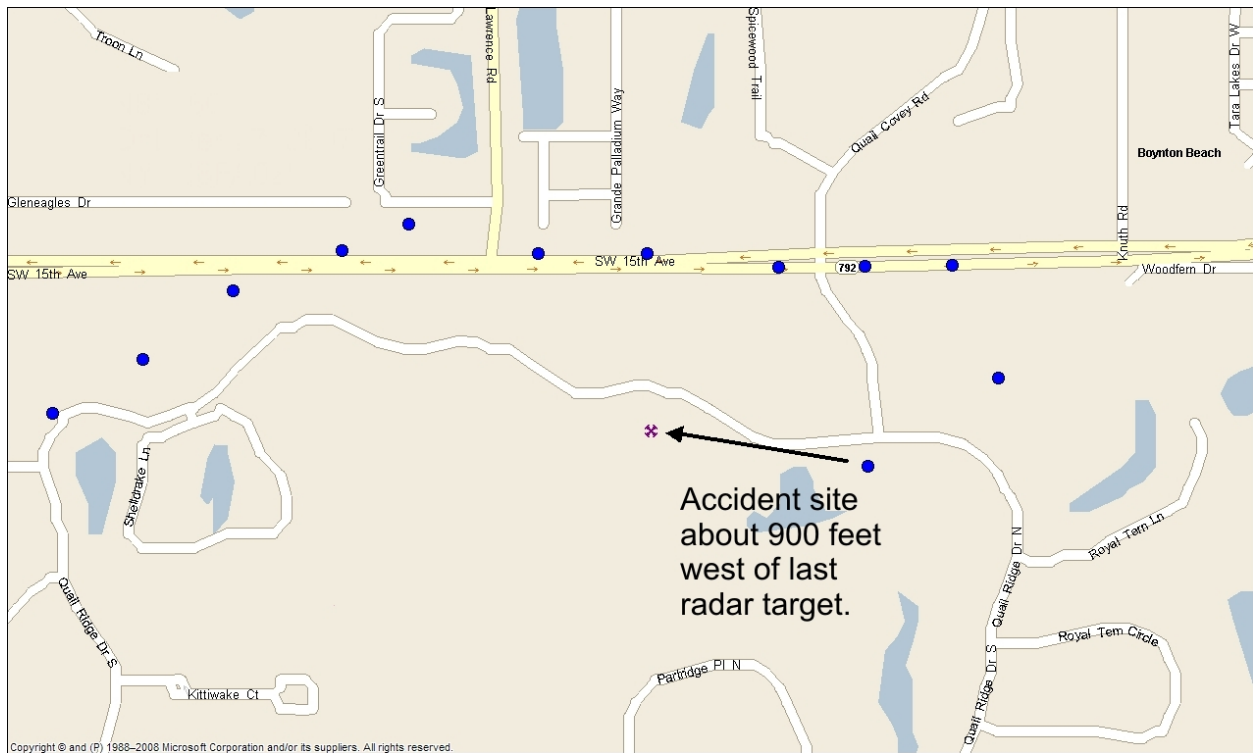 Troon Ln
Lawrence Rd
Greentrail Dr S
Grande Palladium Way
Spicewood Trail
Quail Covey Rd
Tara Lakes Dr W
Boynton Beach
Gleneagles Dr
Knuth Rd
SW 15th Ave
SW 15th Ave
792
Woodfern Dr
Shelldrake Ln
Accident site
about 900 feet
west of last
radar target.
Quail Ridge Dr N
Royal Tern Ln
Quail Ridge Dr S
Royal Tern Circle
Partridge Pl N
Kittiwake Ct
Quail Ridge Dr S
Copyright © and (P) 1988–2008 Microsoft Corporation and/or its suppliers. All rights reserved.